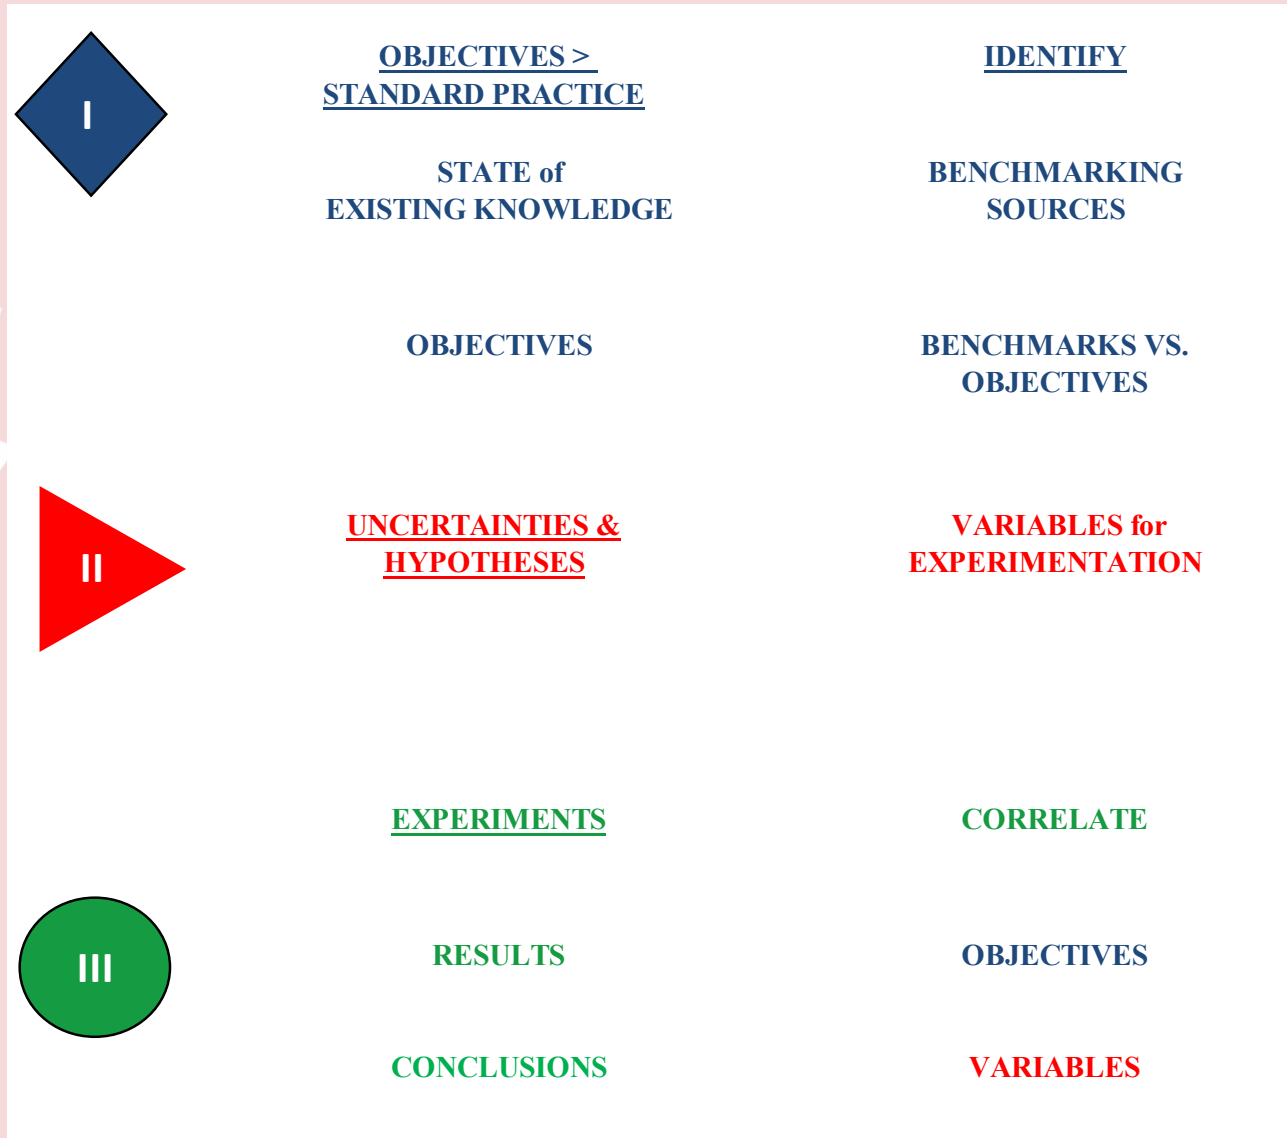 I
OBJECTIVES >
STANDARD PRACTICE
IDENTIFY
STATE of
EXISTING KNOWLEDGE
BENCHMARKING
SOURCES
OBJECTIVES
BENCHMARKS VS.
OBJECTIVES
II
UNCERTAINTIES &
HYPOTHESES
VARIABLES for
EXPERIMENTATION
EXPERIMENTS
CORRELATE
III
RESULTS
OBJECTIVES
CONCLUSIONS
VARIABLES